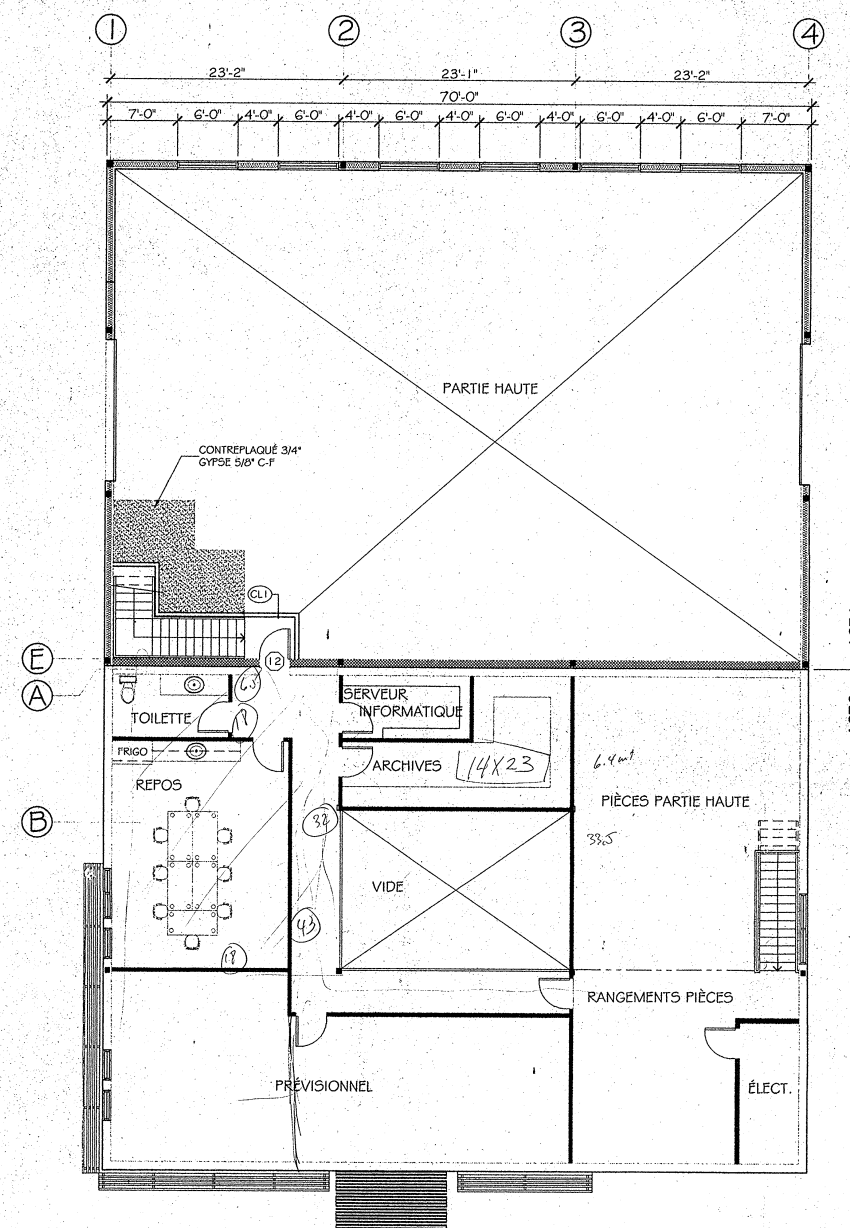 1 2 3 4
23'-2" 23'-1" 23'-2"
70'-0"
7'-0" 6'-0" 4'-0" 6'-0" 4'-0" 6'-0" 4'-0" 6'-0" 4'-0" 6'-0" 4'-0" 6'-0" 7'-0"
PARTIE HAUTE
CONTREPLAQUÉ 3/4"
GYPSE 5/8" C-F
CL1
E
12
A
63
SERVEUR
INFORMATIQUE
TOILETTE
18
FRIGO
ARCHIVES
14X23
REPOS
PIÈCES PARTIE HAUTE
B
32
33.5
VIDE
43
18
RANGEMENTS PIÈCES
PRÉVISIONNEL
ÉLECT.